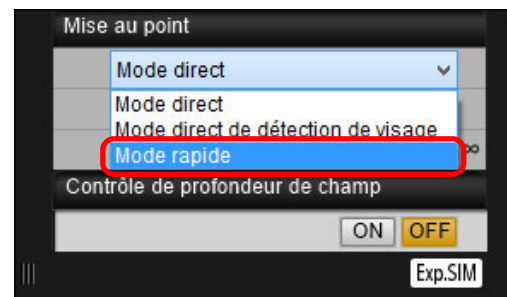 Mise au point
Mode direct
Mode direct
Mode direct de détection de visage
Mode rapide
∞
Contrôle de profondeur de champ
ON OFF
Exp.SIM